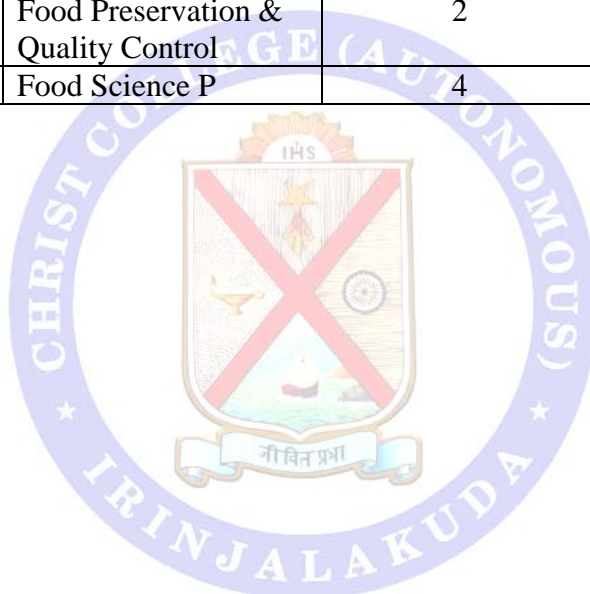 Food Preservation & 2
Quality Control
Food Science P 4
CHRIST COLLEGE (AUTONOMOUS)
IHS
जीवित प्रभा
★ IRINJALAKUDA ★